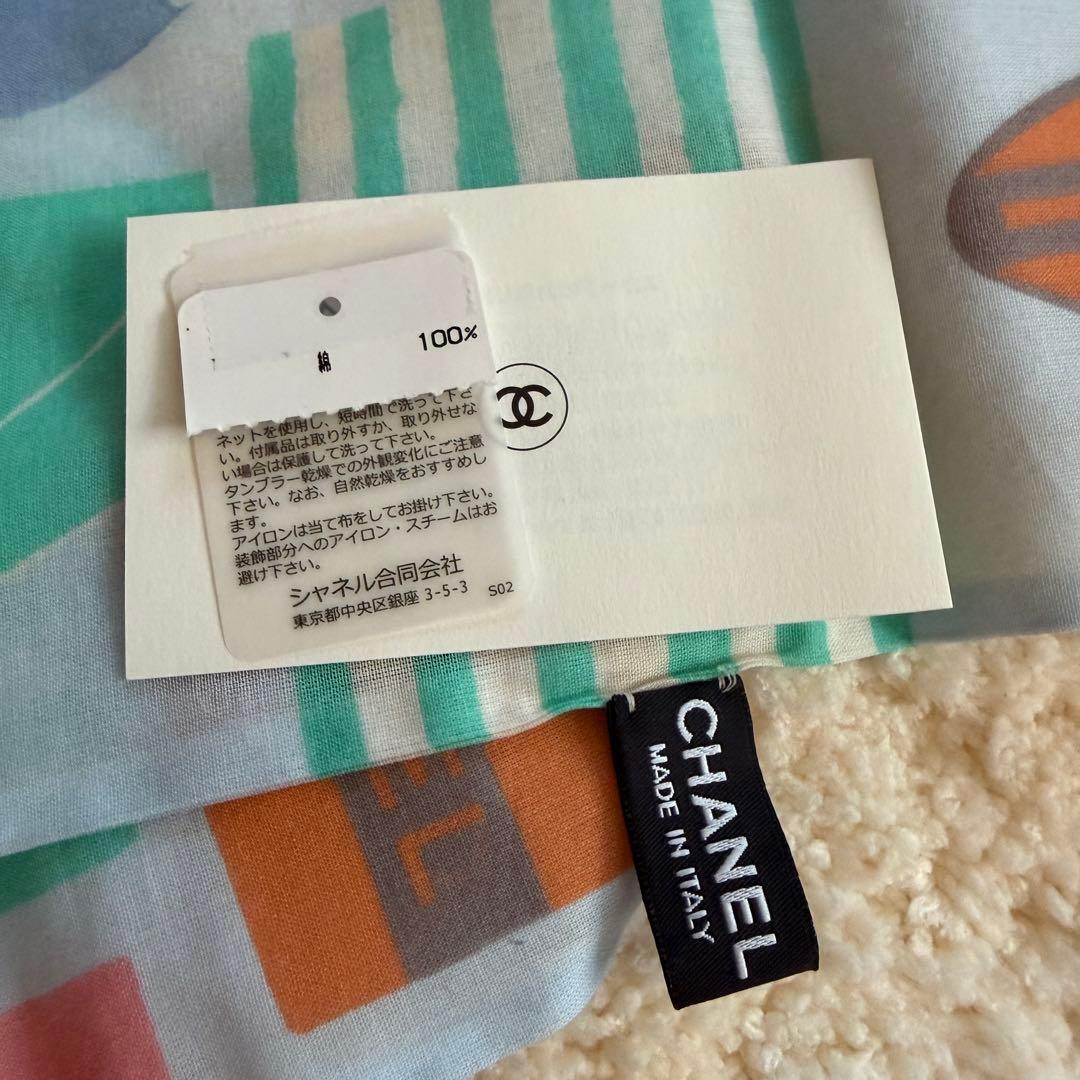 綿 100%
ネットを使用し、短時間で洗って下さ
い。付属品は取り外すか、取り外せな
い場合は保護して洗って下さい。
タンブラー乾燥での外観変化にご注意
下さい。なお、自然乾燥をおすすめし
ます。
アイロンは当て布をしてお掛け下さい。
装飾部分へのアイロン・スチームはお
避け下さい。
シャネル合同会社
東京都中央区銀座 3-5-3 S02
CHANEL
MADE IN ITALY
EL